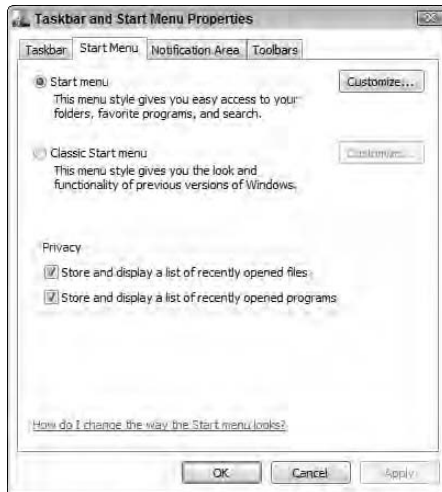 Taskbar and Start Menu Properties
Taskbar Start Menu Notification Area Toolbars
Start menu Customize...
This menu style gives you easy access to your
folders, favorite programs, and search.
Classic Start menu Customize...
This menu style gives you the look and
functionality of previous versions of Windows.
Privacy
Store and display a list of recently opened files
Store and display a list of recently opened programs
How do I change the way the Start menu looks?
OK Cancel Apply